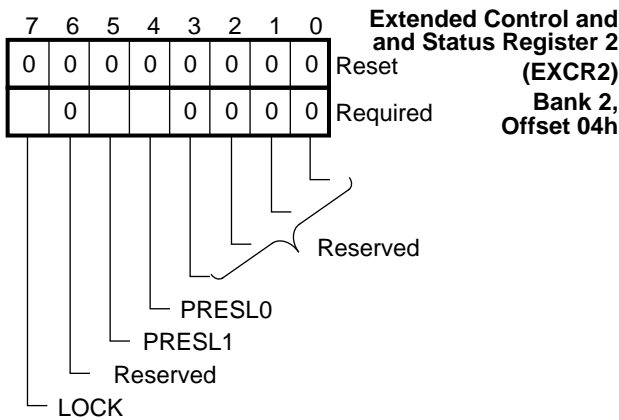 7 6 5 4 3 2 1 0
Extended Control and
and Status Register 2
(EXCR2)
Bank 2,
Offset 04h
0 0 0 0 0 0 0 0 Reset
0 0 0 0 0 Required
Reserved
PRESL0
PRESL1
Reserved
LOCK